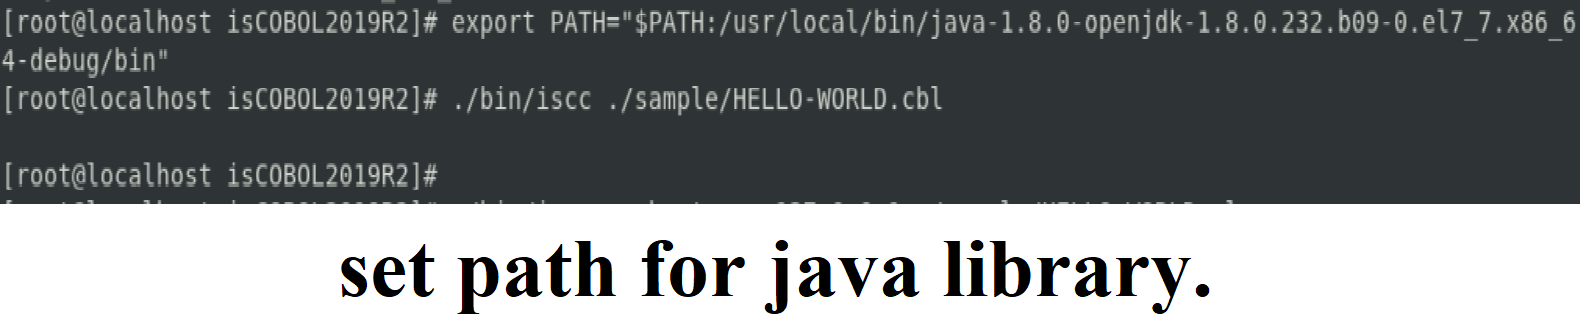 [root@localhost isCOBOL2019R2]# export PATH="$PATH:/usr/local/bin/java-1.8.0-openjdk-1.8.0.232.b09-0.el7_7.x86_6
4-debug/bin"
[root@localhost isCOBOL2019R2]# ./bin/iscc ./sample/HELLO-WORLD.cbl
[root@localhost isCOBOL2019R2]#
set path for java library.